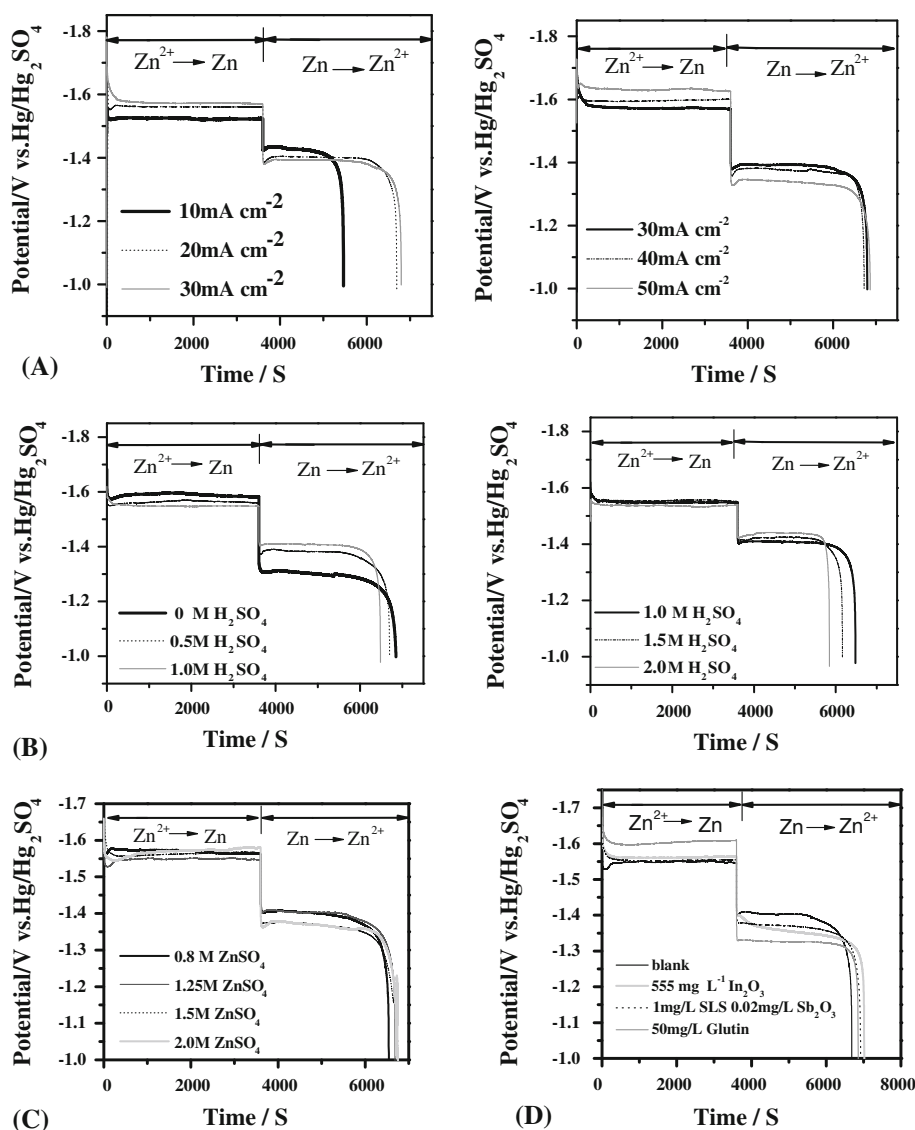 Potential/V vs.Hg/Hg₂SO₄
-1.8
-1.6
-1.4
-1.2
-1.0
Zn²⁺ → Zn
Zn → Zn²⁺
10mA cm⁻²
20mA cm⁻²
30mA cm⁻²
0 2000 4000 6000
Time / S
(A)
Potential/V vs.Hg/Hg₂SO₄
-1.8
-1.6
-1.4
-1.2
-1.0
Zn²⁺ → Zn
Zn → Zn²⁺
30mA cm⁻²
40mA cm⁻²
50mA cm⁻²
0 2000 4000 6000
Time / S
Potential/V vs.Hg/Hg₂SO₄
-1.8
-1.6
-1.4
-1.2
-1.0
Zn²⁺ → Zn
Zn → Zn²⁺
0 M H₂SO₄
0.5M H₂SO₄
1.0M H₂SO₄
0 2000 4000 6000
Time / S
(B)
Potential/V vs.Hg/Hg₂SO₄
-1.8
-1.6
-1.4
-1.2
-1.0
Zn²⁺ → Zn
Zn → Zn²⁺
1.0 M H₂SO₄
1.5M H₂SO₄
2.0M H₂SO₄
0 2000 4000 6000
Time / S
Potential/V vs.Hg/Hg₂SO₄
-1.7
-1.6
-1.5
-1.4
-1.3
-1.2
-1.1
-1.0
Zn²⁺ → Zn
Zn → Zn²⁺
0.8 M ZnSO₄
1.25M ZnSO₄
1.5M ZnSO₄
2.0M ZnSO₄
0 2000 4000 6000
Time / S
(C)
Potential/V vs.Hg/Hg₂SO₄
-1.7
-1.6
-1.5
-1.4
-1.3
-1.2
-1.1
-1.0
Zn²⁺ → Zn
Zn → Zn²⁺
blank
555 mg L⁻¹ In₂O₃
1mg/L SLS 0.02mg/L Sb₂O₃
50mg/L Glutin
0 2000 4000 6000 8000
Time / S
(D)